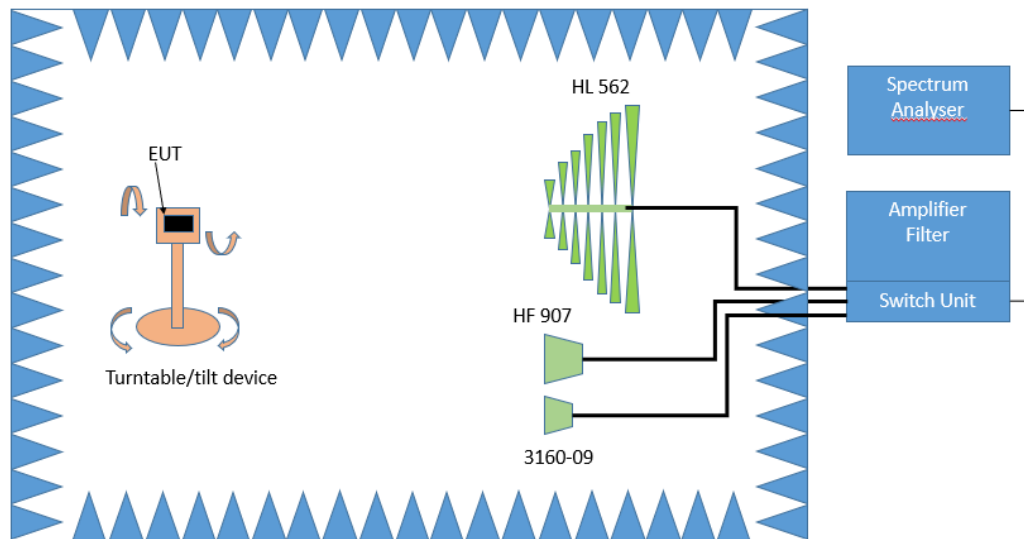 HL 562
Spectrum
Analyser
EUT
Amplifier
Filter
Switch Unit
HF 907
Turntable/tilt device
3160-09